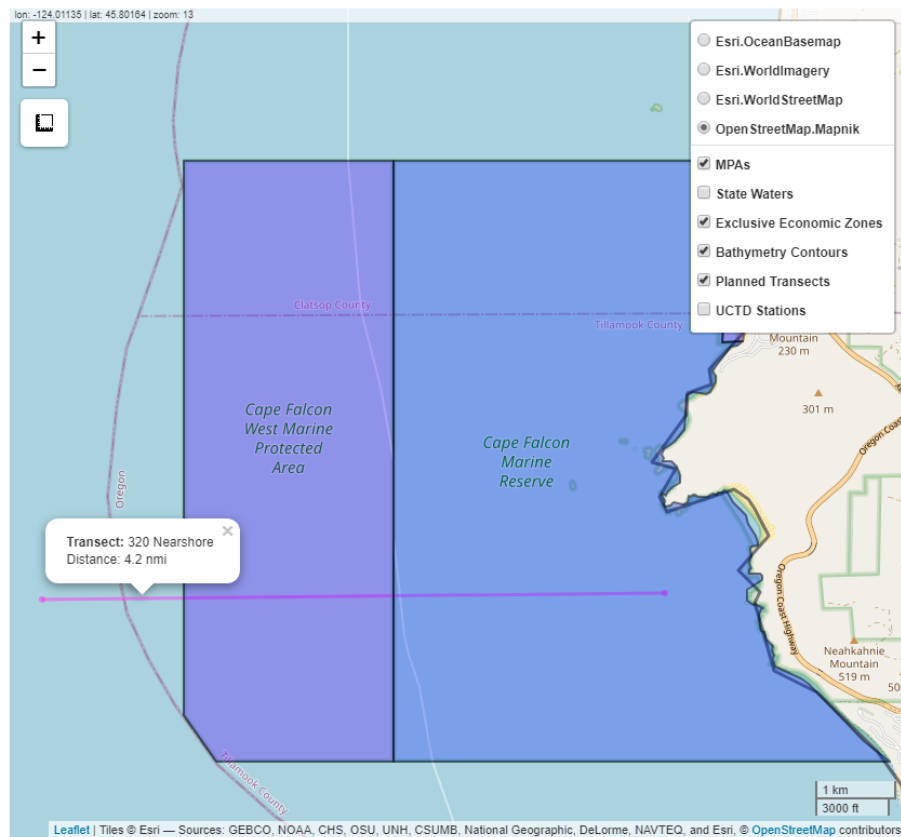 lon: -124.01135 | lat: 45.80164 | zoom: 13
+
−
Esri.OceanBasemap
Esri.WorldImagery
Esri.WorldStreetMap
OpenStreetMap.Mapnik
MPAs
State Waters
Exclusive Economic Zones
Bathymetry Contours
Planned Transects
UCTD Stations
Clatsop County
Tillamook County
Mountain
230 m
301 m
Oregon Coast
Cape Falcon
West Marine
Protected
Area
Cape Falcon
Marine
Reserve
Oregon
Transect: 320 Nearshore
Distance: 4.2 nmi
×
Oregon Coast Highway
Neahkahnie
Mountain
519 m
Tillamook County
1 km
3000 ft
Leaflet | Tiles © Esri — Sources: GEBCO, NOAA, CHS, OSU, UNH, CSUMB, National Geographic, DeLorme, NAVTEQ, and Esri, © OpenStreetMap contributors